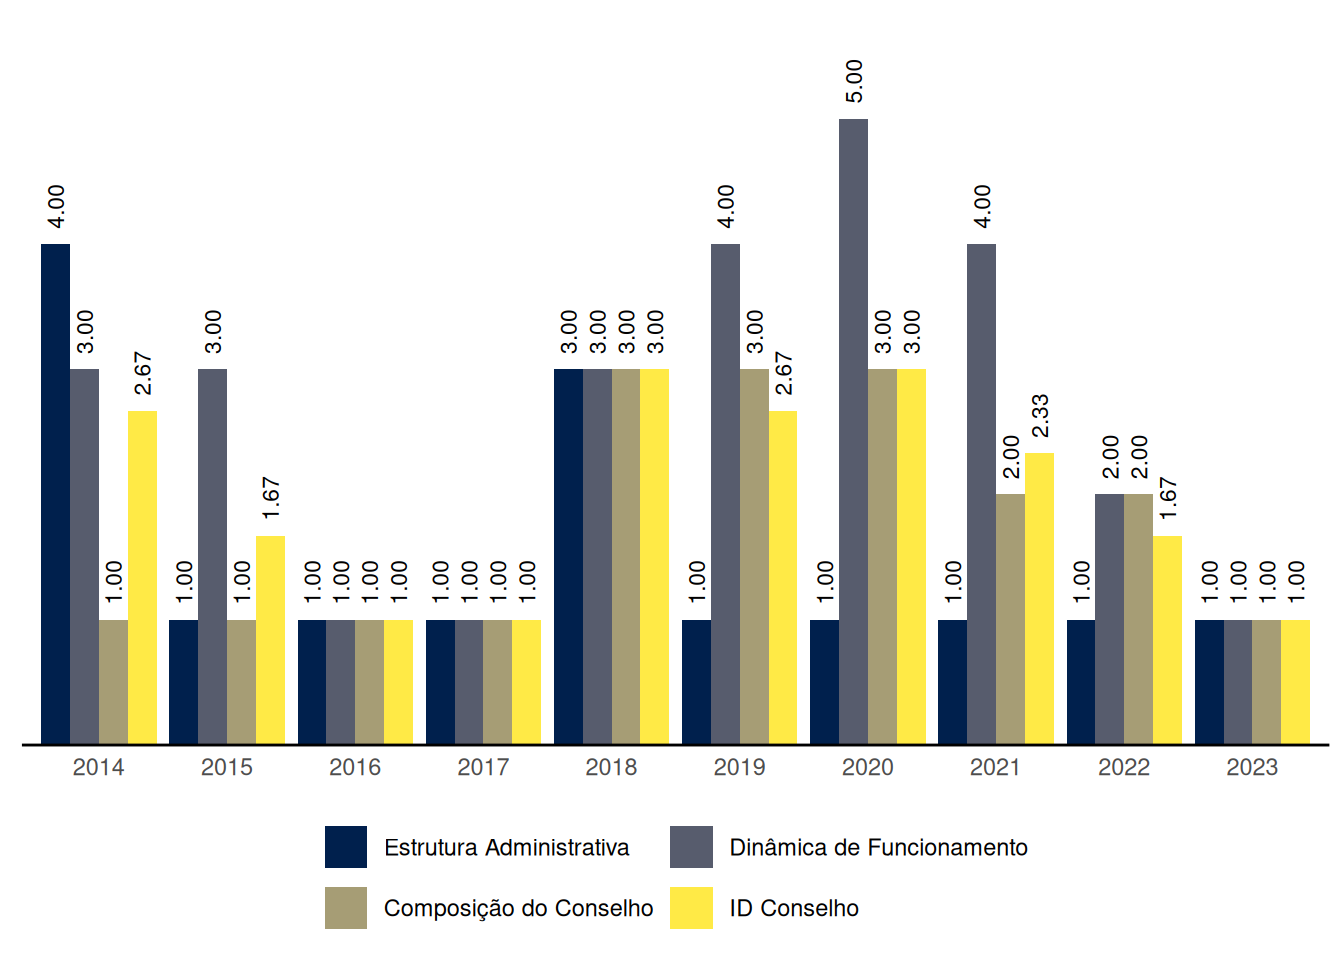 4.00 3.00 1.00 2.67 1.00 3.00 1.00 1.67 1.00 1.00 1.00 1.00 1.00 1.00 1.00 1.00 3.00 3.00 3.00 3.00 1.00 4.00 3.00 2.67 1.00 5.00 3.00 3.00 1.00 4.00 2.00 2.33 1.00 2.00 2.00 1.67 1.00 1.00 1.00 1.00
2014 2015 2016 2017 2018 2019 2020 2021 2022 2023
Estrutura Administrativa Dinâmica de Funcionamento
Composição do Conselho ID Conselho